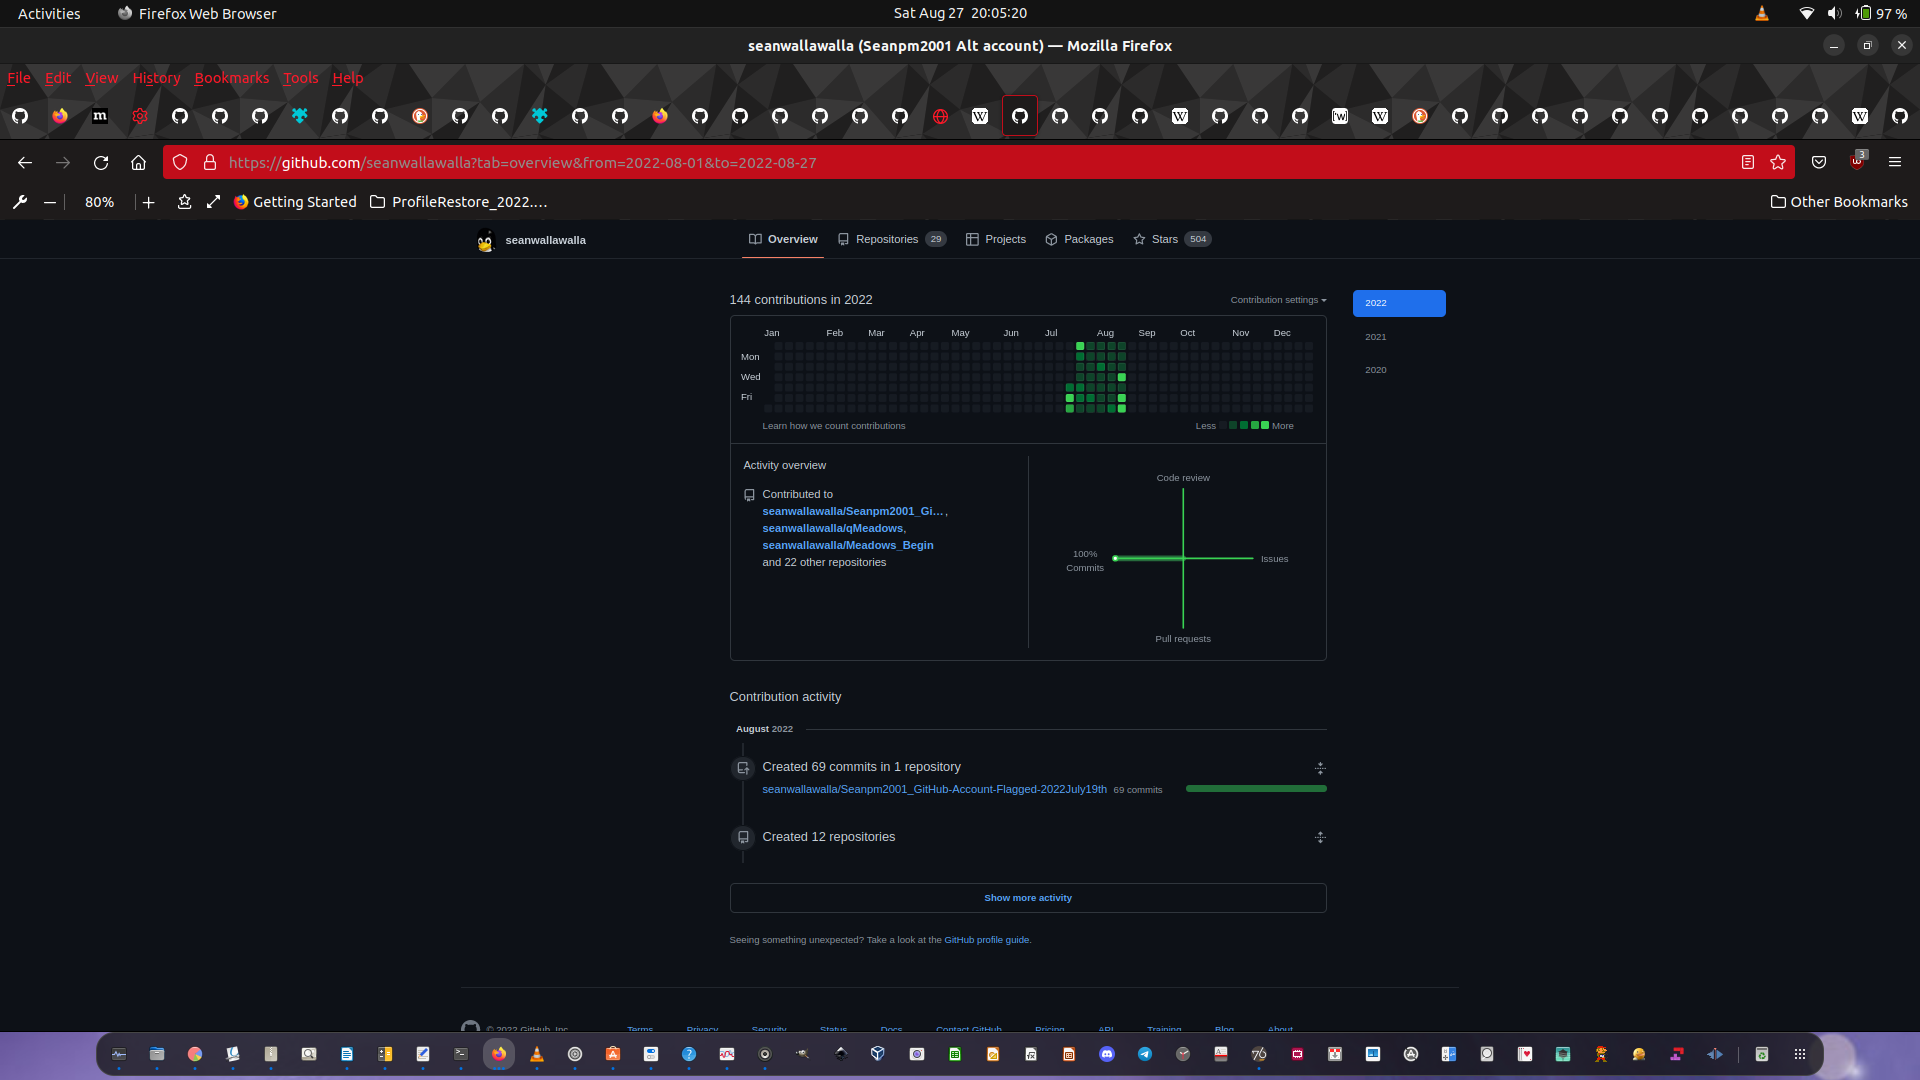 Activities
Firefox Web Browser
Sat Aug 27 20:05:20
97 %
seanwallawalla (Seanpm2001 Alt account) — Mozilla Firefox
File Edit View History Bookmarks Tools Help
https://github.com/seanwallawalla?tab=overview&from=2022-08-01&to=2022-08-27
3
80%
Getting Started
ProfileRestore_2022....
Other Bookmarks
seanwallawalla
Overview
Repositories 29
Projects
Packages
Stars 504
144 contributions in 2022
Contribution settings
2022
2021
2020
Jan Feb Mar Apr May Jun Jul Aug Sep Oct Nov Dec
Mon
Wed
Fri
Learn how we count contributions
Less
More
Activity overview
Contributed to
seanwallawalla/Seanpm2001_Gi…,
seanwallawalla/qMeadows,
seanwallawalla/Meadows_Begin
and 22 other repositories
Code review
100%
Commits
Issues
Pull requests
Contribution activity
August 2022
Created 69 commits in 1 repository
seanwallawalla/Seanpm2001_GitHub-Account-Flagged-2022July19th 69 commits
Created 12 repositories
Show more activity
Seeing something unexpected? Take a look at the GitHub profile guide.
© 2022 GitHub, Inc.
Terms Privacy Security Status Docs Contact GitHub Pricing API Training Blog About